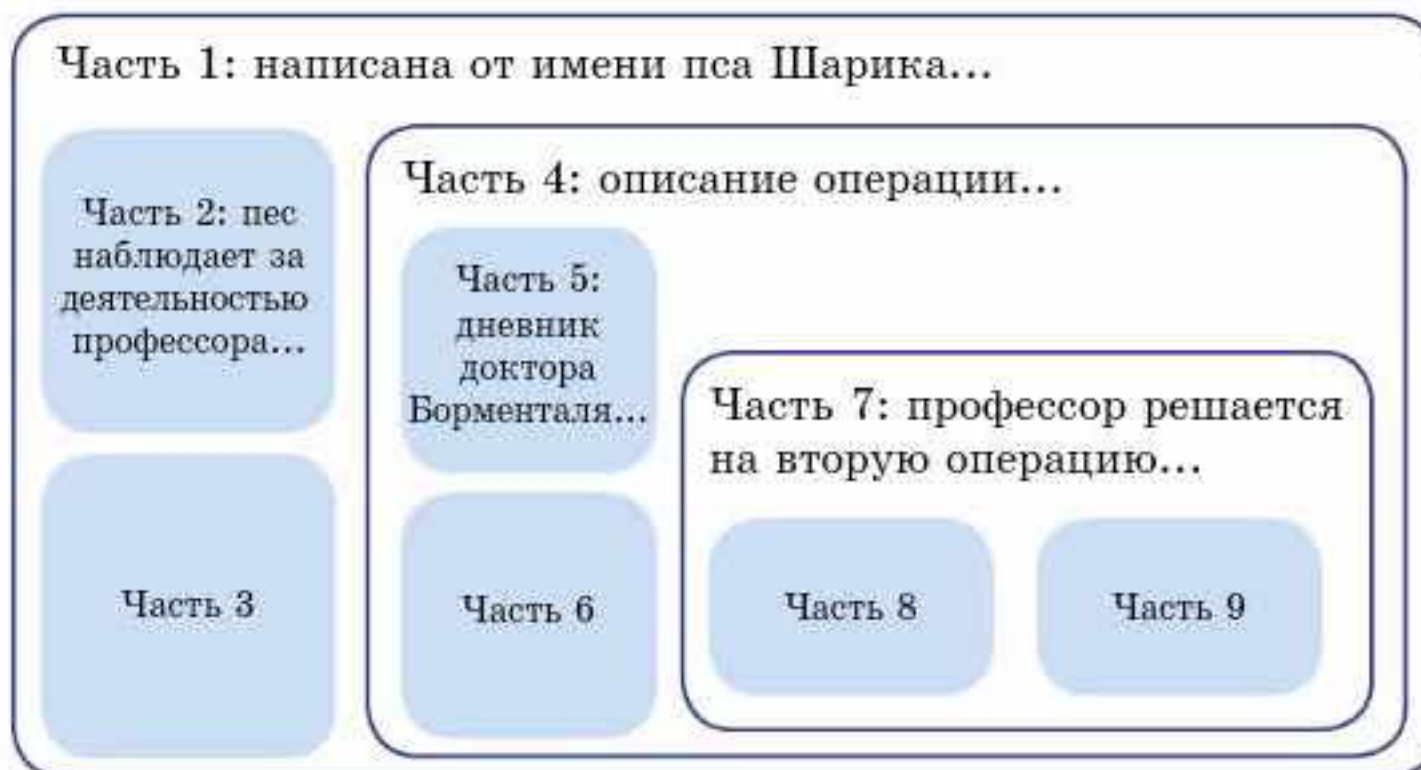 Часть 1: написана от имени пса Шарика...
Часть 2: пес
наблюдает за
деятельностью
профессора...
Часть 3
Часть 4: описание операции...
Часть 5:
дневник
доктора
Борменталя...
Часть 6
Часть 7: профессор решается
на вторую операцию...
Часть 8
Часть 9